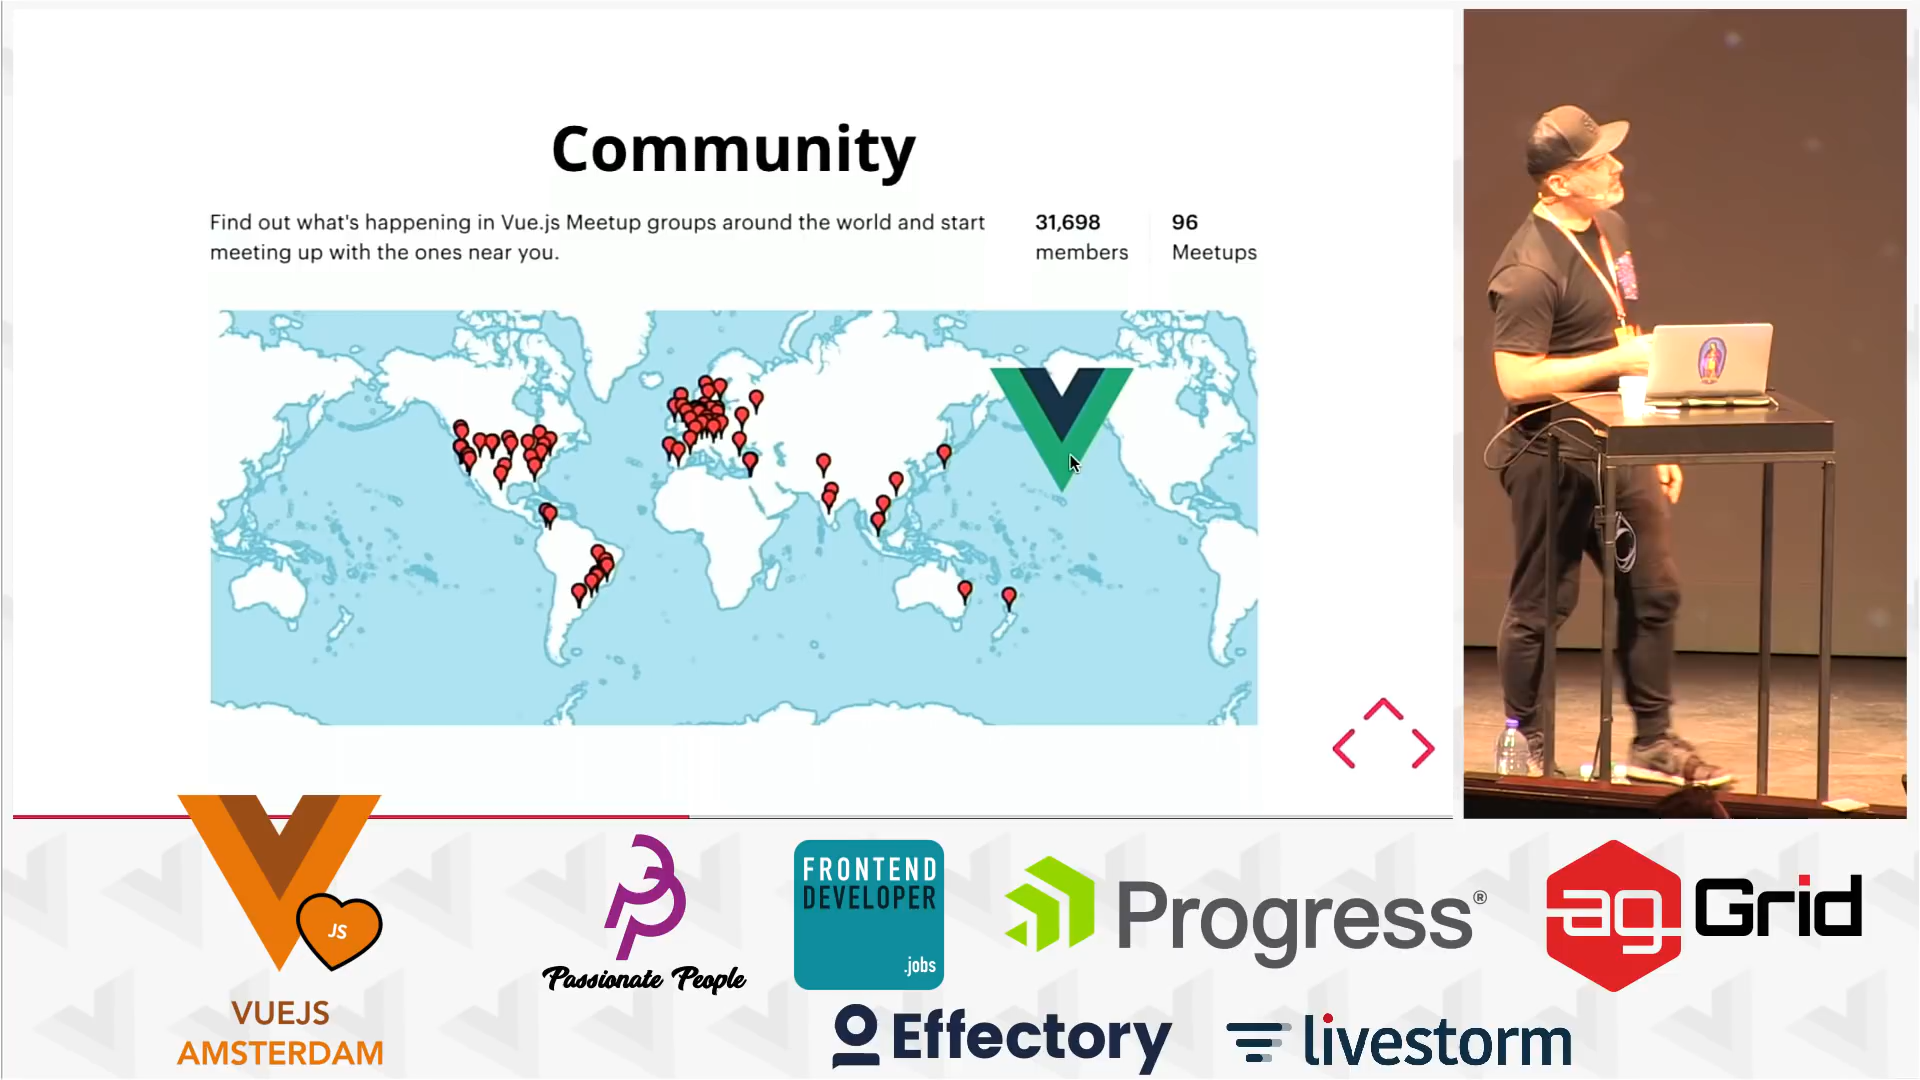 Community
Find out what's happening in Vue.js Meetup groups around the world and start
meeting up with the ones near you.
31,698
members
96
Meetups
JS
VUEJS
AMSTERDAM
Passionate People
FRONTEND
DEVELOPER
.jobs
Progress®
ag Grid
Effectory
livestorm